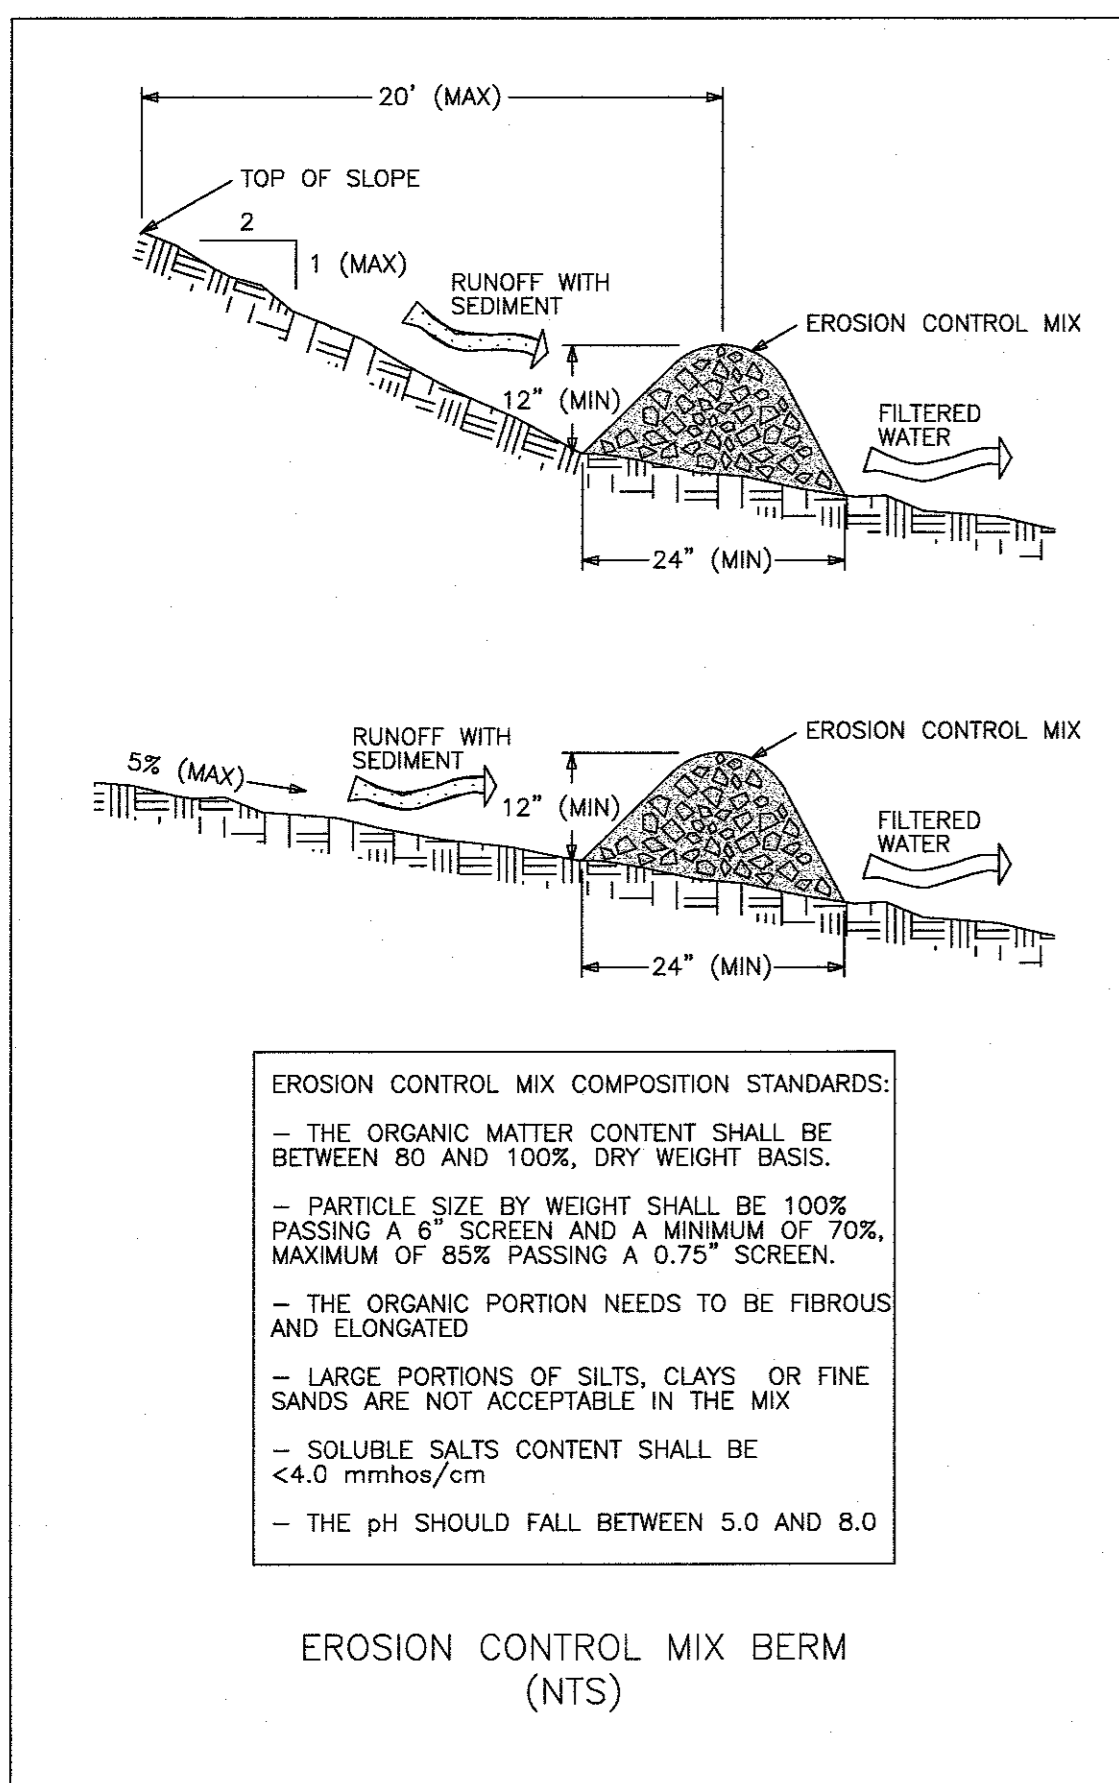 20' (MAX)
TOP OF SLOPE
2
1 (MAX)
RUNOFF WITH
SEDIMENT
EROSION CONTROL MIX
12" (MIN)
FILTERED
WATER
24" (MIN)
RUNOFF WITH
SEDIMENT
EROSION CONTROL MIX
5% (MAX)
12" (MIN)
FILTERED
WATER
24" (MIN)
EROSION CONTROL MIX COMPOSITION STANDARDS:
– THE ORGANIC MATTER CONTENT SHALL BE
BETWEEN 80 AND 100%, DRY WEIGHT BASIS.
– PARTICLE SIZE BY WEIGHT SHALL BE 100%
PASSING A 6" SCREEN AND A MINIMUM OF 70%,
MAXIMUM OF 85% PASSING A 0.75" SCREEN.
– THE ORGANIC PORTION NEEDS TO BE FIBROUS
AND ELONGATED
– LARGE PORTIONS OF SILTS, CLAYS OR FINE
SANDS ARE NOT ACCEPTABLE IN THE MIX
– SOLUBLE SALTS CONTENT SHALL BE
<4.0 mmhos/cm
– THE pH SHOULD FALL BETWEEN 5.0 AND 8.0
EROSION CONTROL MIX BERM
(NTS)